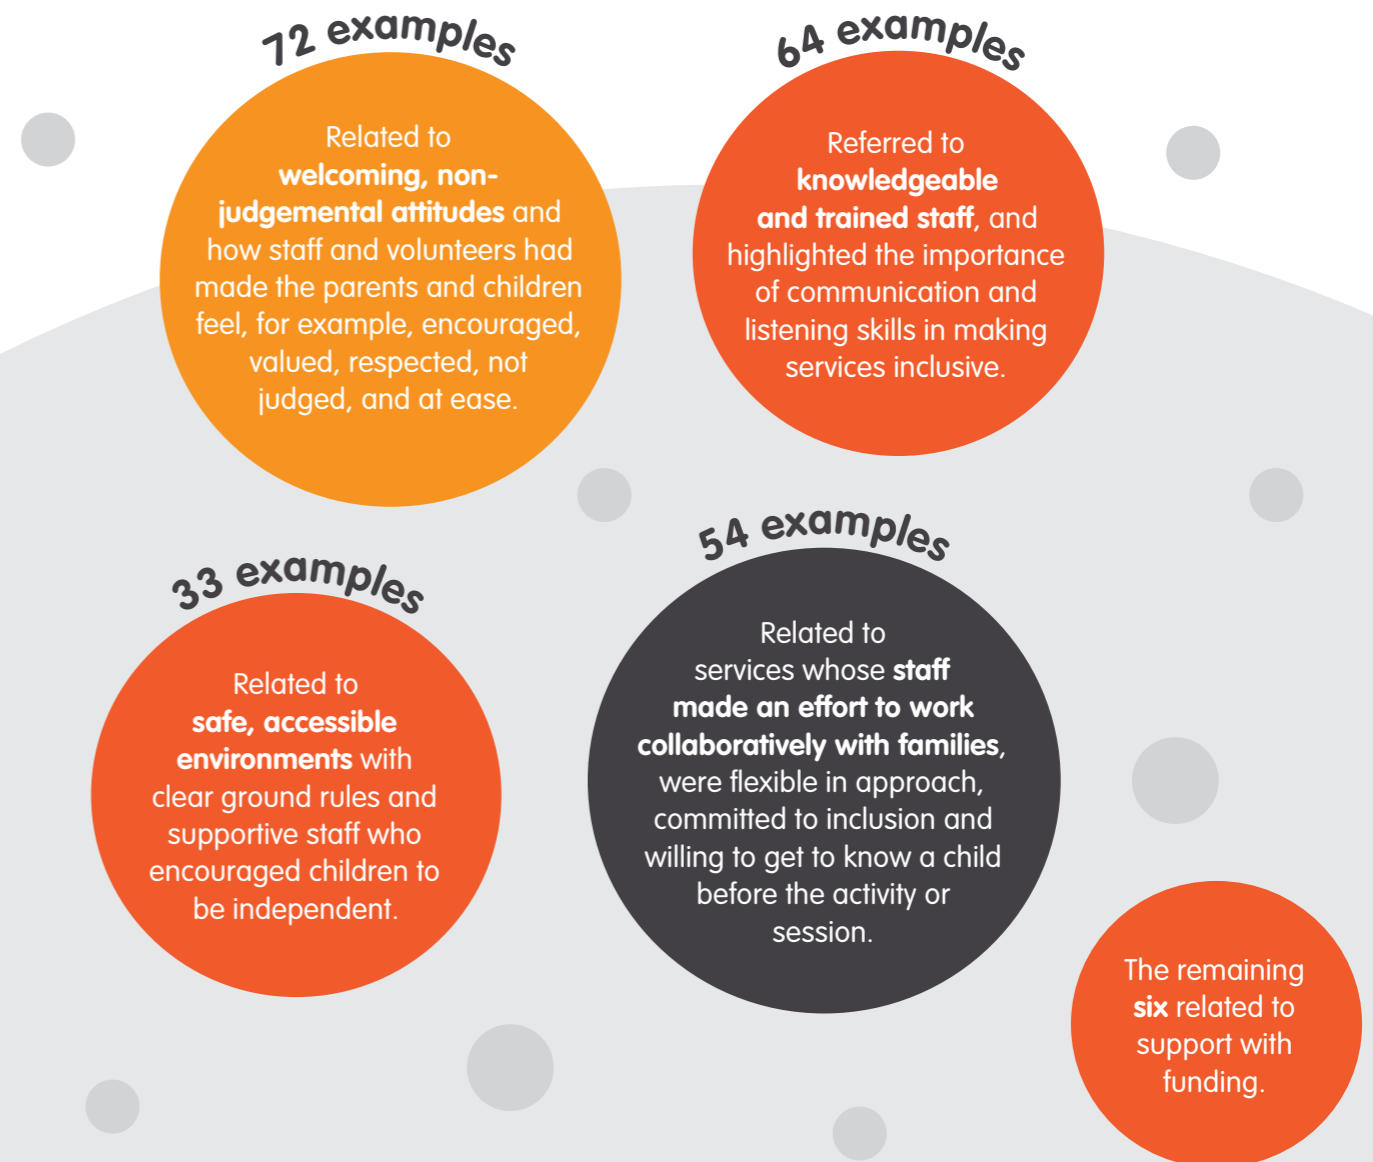 72 examples
Related to
welcoming, non-
judgemental attitudes and
how staff and volunteers had
made the parents and children
feel, for example, encouraged,
valued, respected, not
judged, and at ease.
64 examples
Referred to
knowledgeable
and trained staff, and
highlighted the importance
of communication and
listening skills in making
services inclusive.
33 examples
Related to
safe, accessible
environments with
clear ground rules and
supportive staff who
encouraged children to
be independent.
54 examples
Related to
services whose staff
made an effort to work
collaboratively with families,
were flexible in approach,
committed to inclusion and
willing to get to know a child
before the activity or
session.
The remaining
six related to
support with
funding.